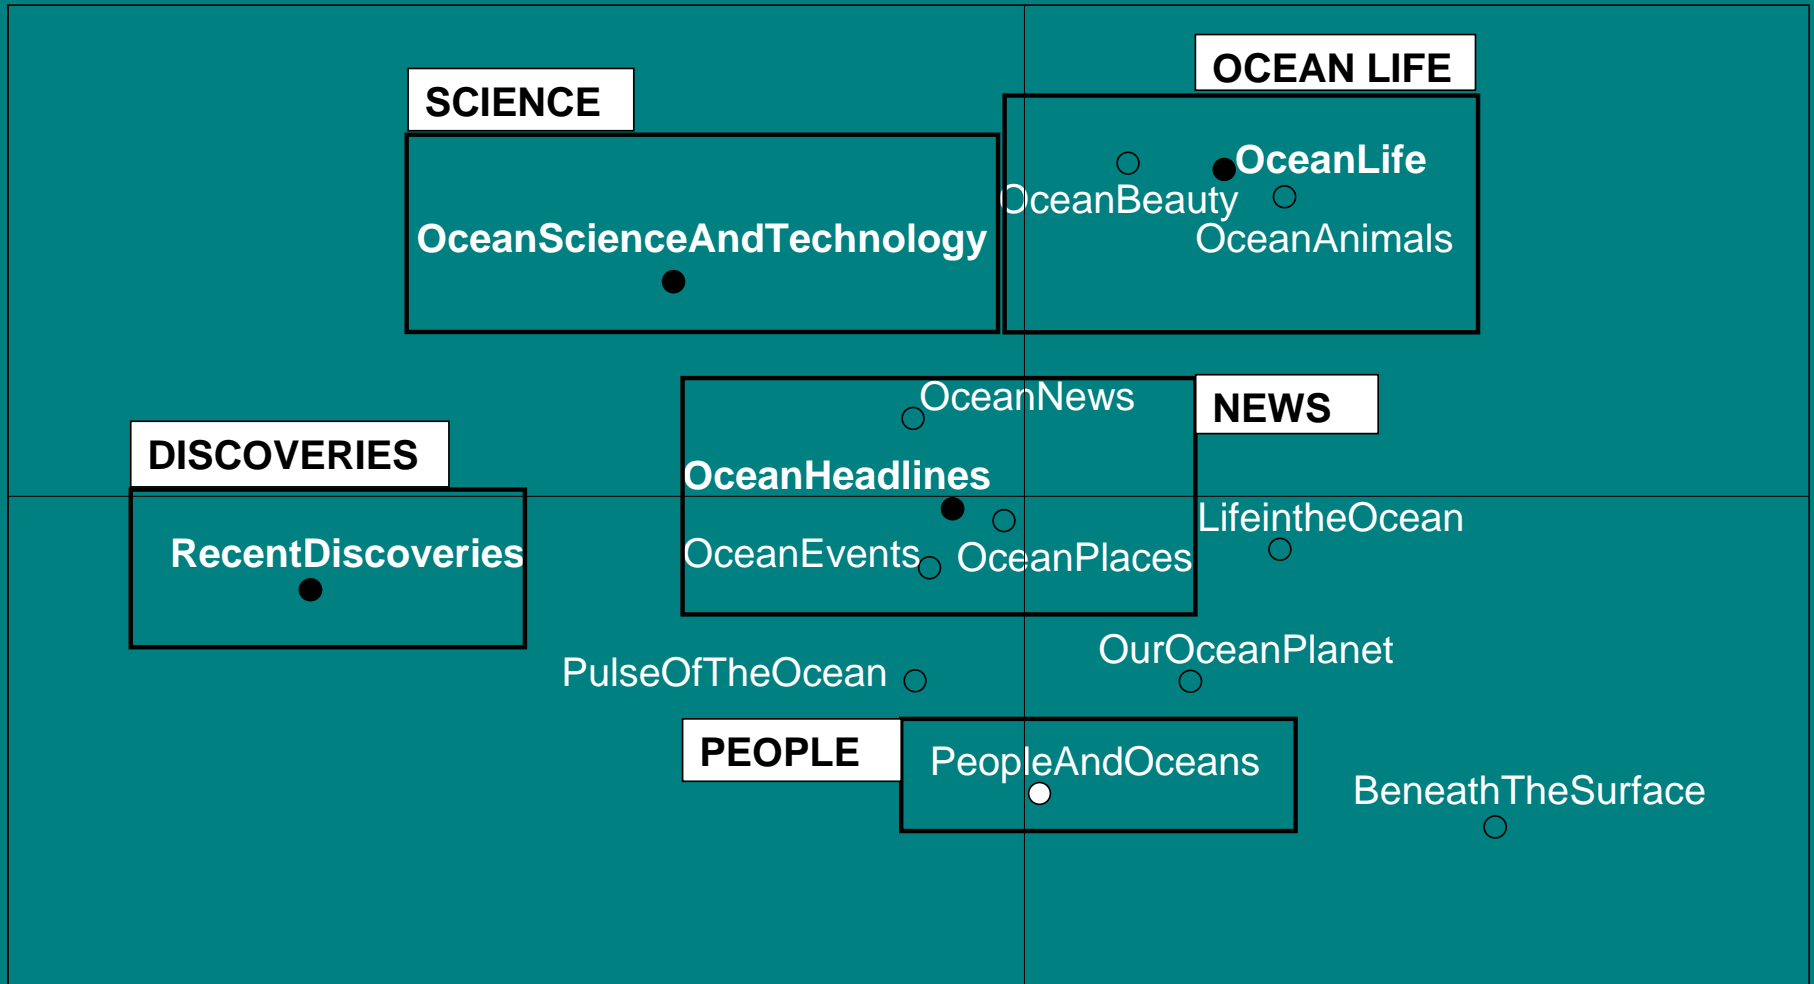 OCEAN LIFE
SCIENCE
OceanLife
OceanBeauty
OceanScienceAndTechnology
OceanAnimals
OceanNews
NEWS
DISCOVERIES
OceanHeadlines
LifeintheOcean
RecentDiscoveries
OceanEvents
OceanPlaces
OurOceanPlanet
PulseOfTheOcean
PEOPLE
PeopleAndOceans
BeneathTheSurface